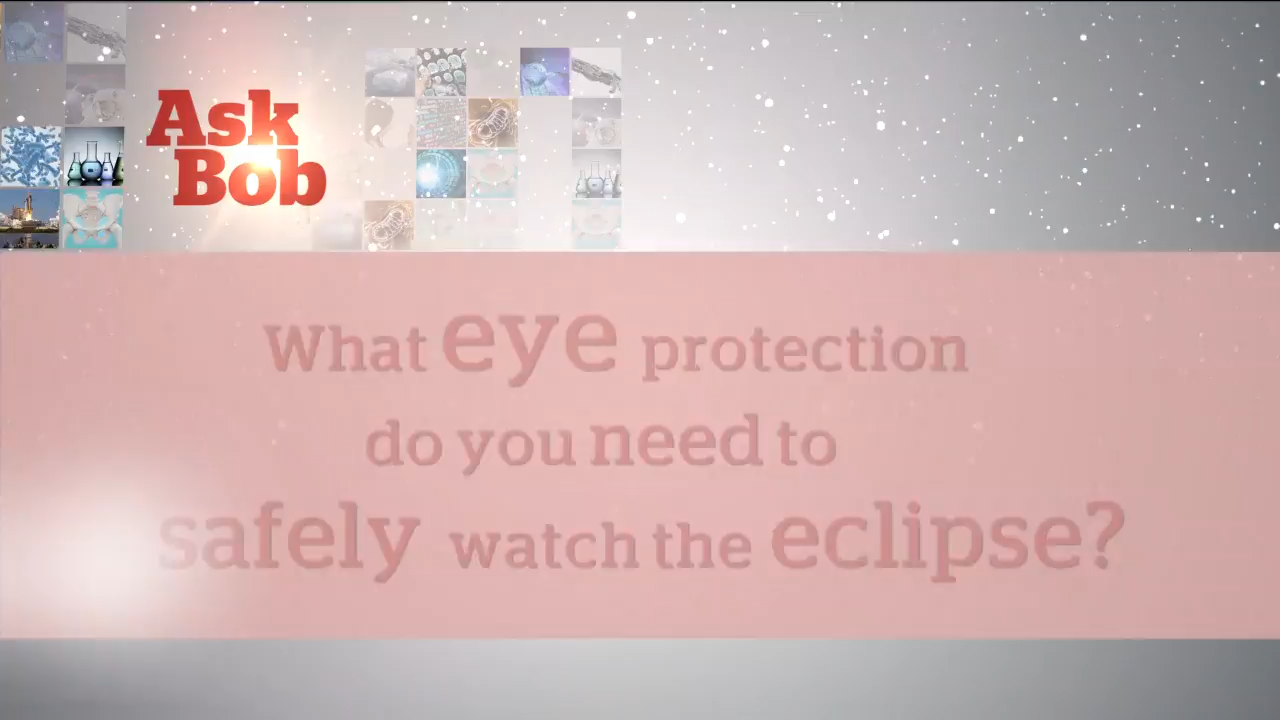 Ask
Bob
What eye protection
do you need to
safely watch the eclipse?